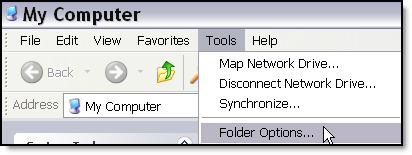 My Computer
File Edit View Favorites Tools Help
Back
Map Network Drive...
Disconnect Network Drive...
Synchronize...
Folder Options...
Address My Computer